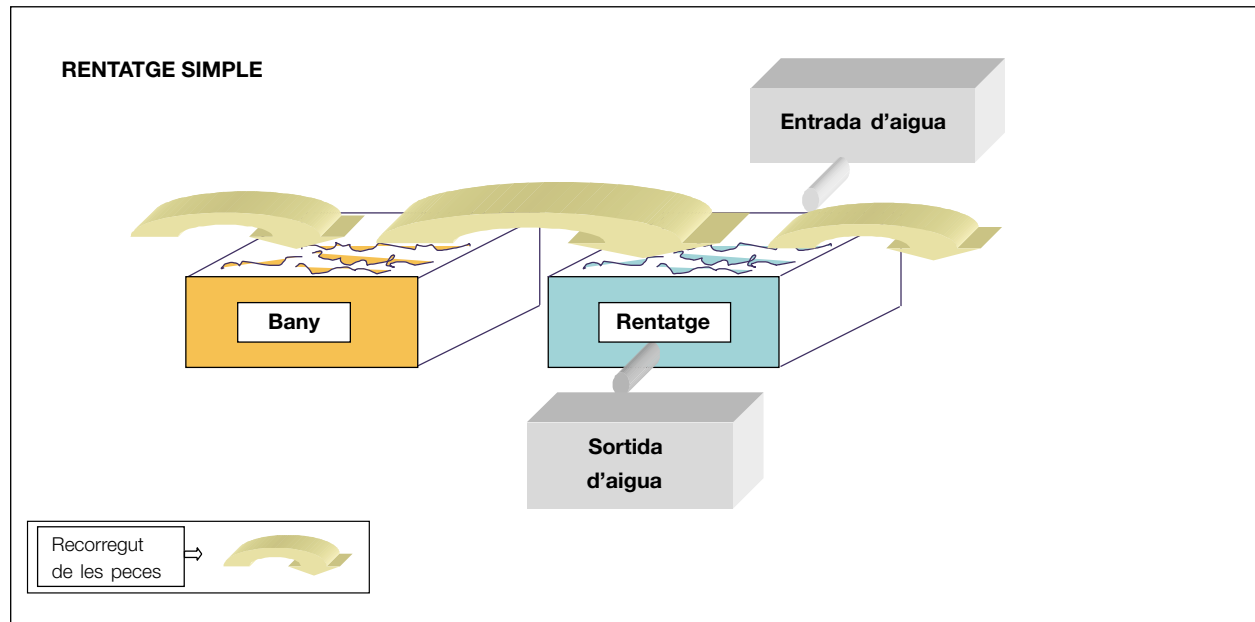 RENTATGE SIMPLE
Entrada d’aigua
Bany
Rentatge
Sortida
d’aigua
Recorregut
de les peces